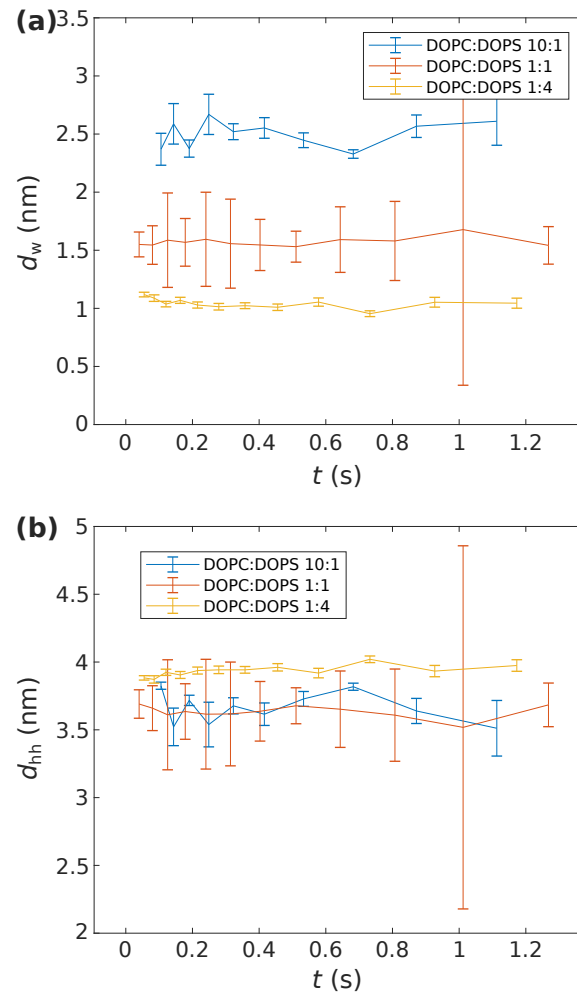 (a)
3.5
3
2.5
2
1.5
1
0.5
0
d_w (nm)
DOPC:DOPS 10:1
DOPC:DOPS 1:1
DOPC:DOPS 1:4
0 0.2 0.4 0.6 0.8 1 1.2
t (s)
(b)
5
4.5
4
3.5
3
2.5
2
d_hh (nm)
DOPC:DOPS 10:1
DOPC:DOPS 1:1
DOPC:DOPS 1:4
0 0.2 0.4 0.6 0.8 1 1.2
t (s)